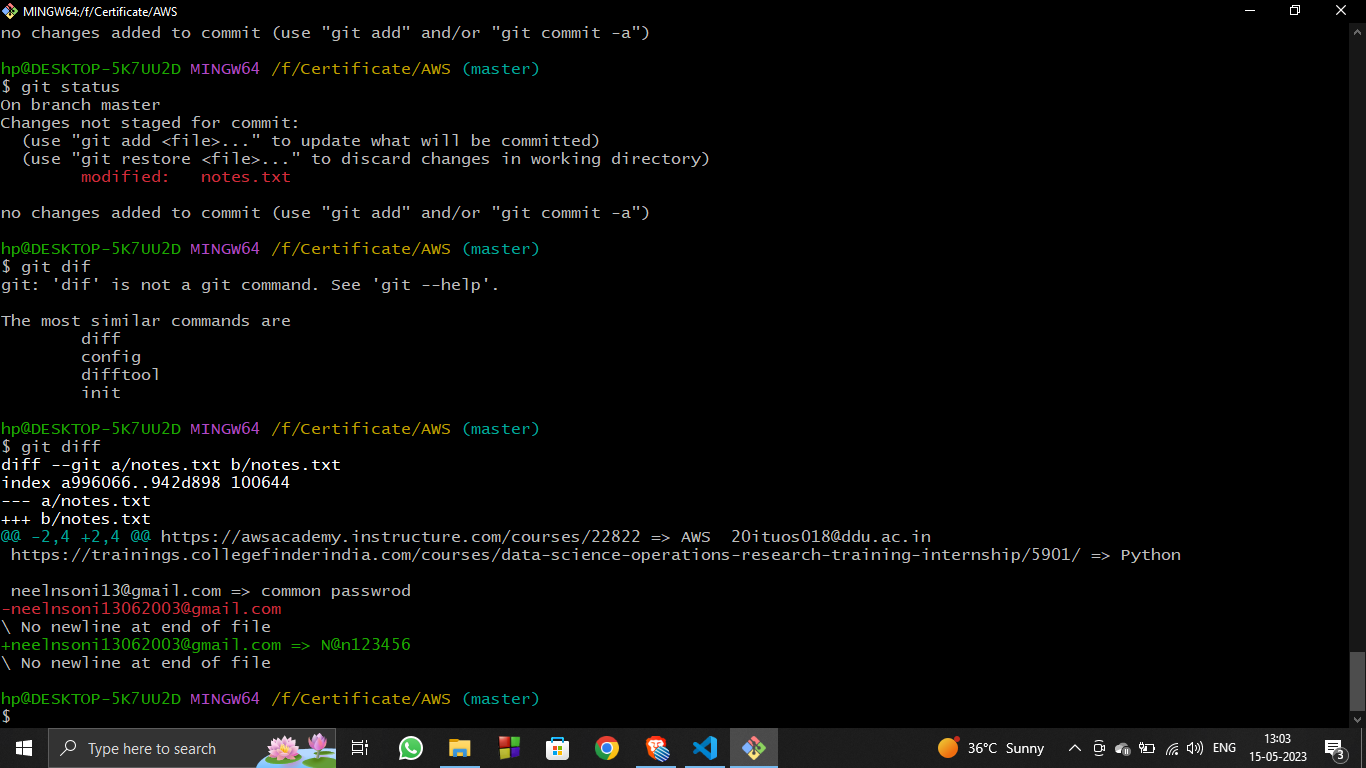 MINGW64:/f/Certificate/AWS
no changes added to commit (use "git add" and/or "git commit -a")
hp@DESKTOP-5K7UU2D MINGW64 /f/Certificate/AWS (master)
$ git status
On branch master
Changes not staged for commit:
  (use "git add <file>..." to update what will be committed)
  (use "git restore <file>..." to discard changes in working directory)
        modified:   notes.txt
no changes added to commit (use "git add" and/or "git commit -a")
hp@DESKTOP-5K7UU2D MINGW64 /f/Certificate/AWS (master)
$ git dif
git: 'dif' is not a git command. See 'git --help'.
The most similar commands are
        diff
        config
        difftool
        init
hp@DESKTOP-5K7UU2D MINGW64 /f/Certificate/AWS (master)
$ git diff
diff --git a/notes.txt b/notes.txt
index a996066..942d898 100644
--- a/notes.txt
+++ b/notes.txt
@@ -2,4 +2,4 @@ https://awsacademy.instructure.com/courses/22822 => AWS  20ituos018@ddu.ac.in
 https://trainings.collegefinderindia.com/courses/data-science-operations-research-training-internship/5901/ => Python
 neelnsoni13@gmail.com => common passwrod
-neelnsoni13062003@gmail.com
\ No newline at end of file
+neelnsoni13062003@gmail.com => N@n123456
\ No newline at end of file
hp@DESKTOP-5K7UU2D MINGW64 /f/Certificate/AWS (master)
$
Type here to search
36°C Sunny
ENG
13:03
15-05-2023
3